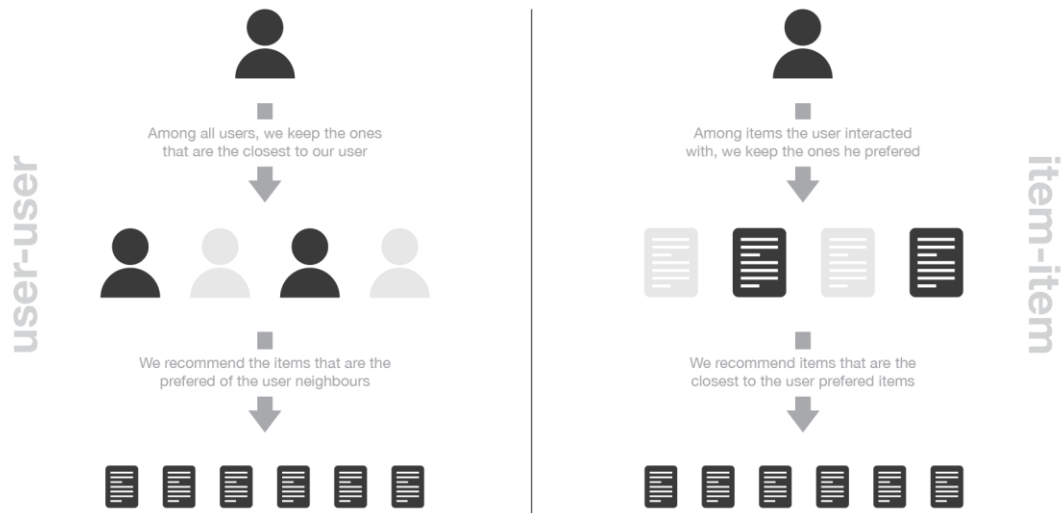 user-user
Among all users, we keep the ones
that are the closest to our user
We recommend the items that are the
prefered of the user neighbours
Among items the user interacted
with, we keep the ones he prefered
We recommend items that are the
closest to the user prefered items
item-item